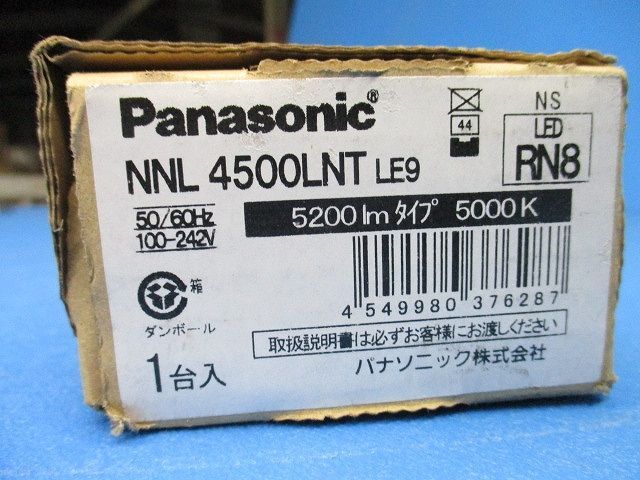 Panasonic®
NNL 4500LNT LE9
44
NS
LED
RN8
50/60Hz
100-242V
5200 lm タイプ 5000K
4 549980 376287
箱
ダンボール
取扱説明書は必ずお客様にお渡しください
1台入
パナソニック株式会社